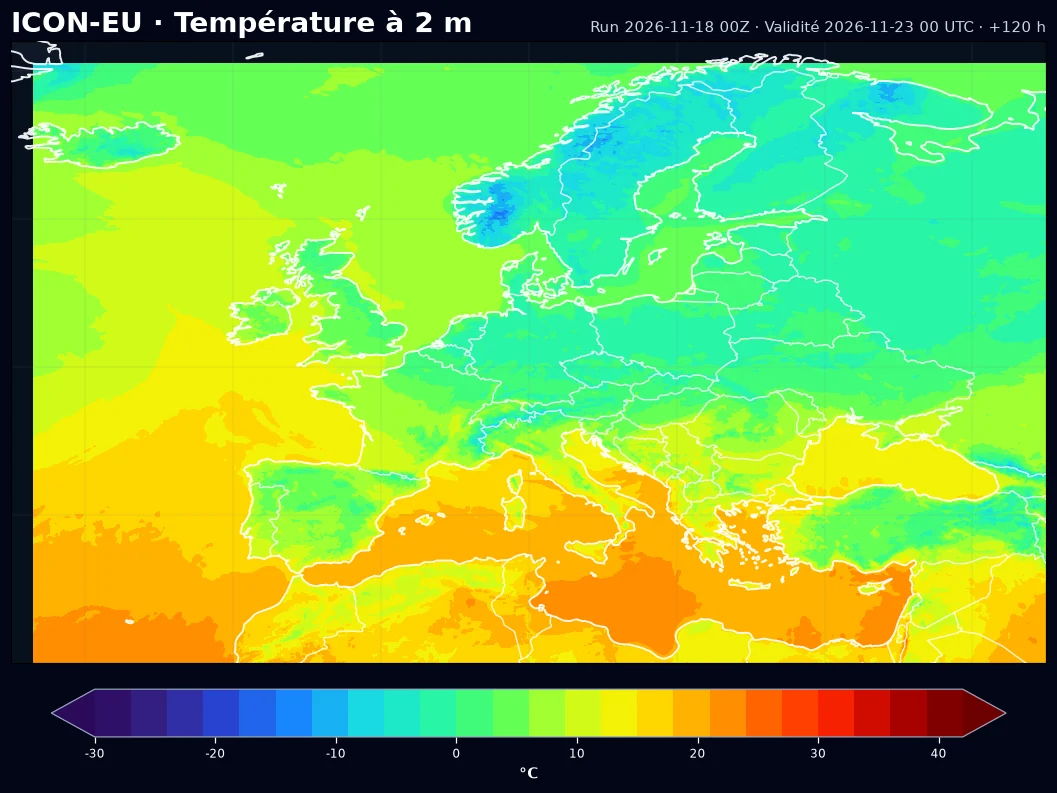 ICON-EU · Température à 2 m
Run 2026-11-18 00Z · Validité 2026-11-23 00 UTC · +120 h
-30 -20 -10 0 10 20 30 40
°C